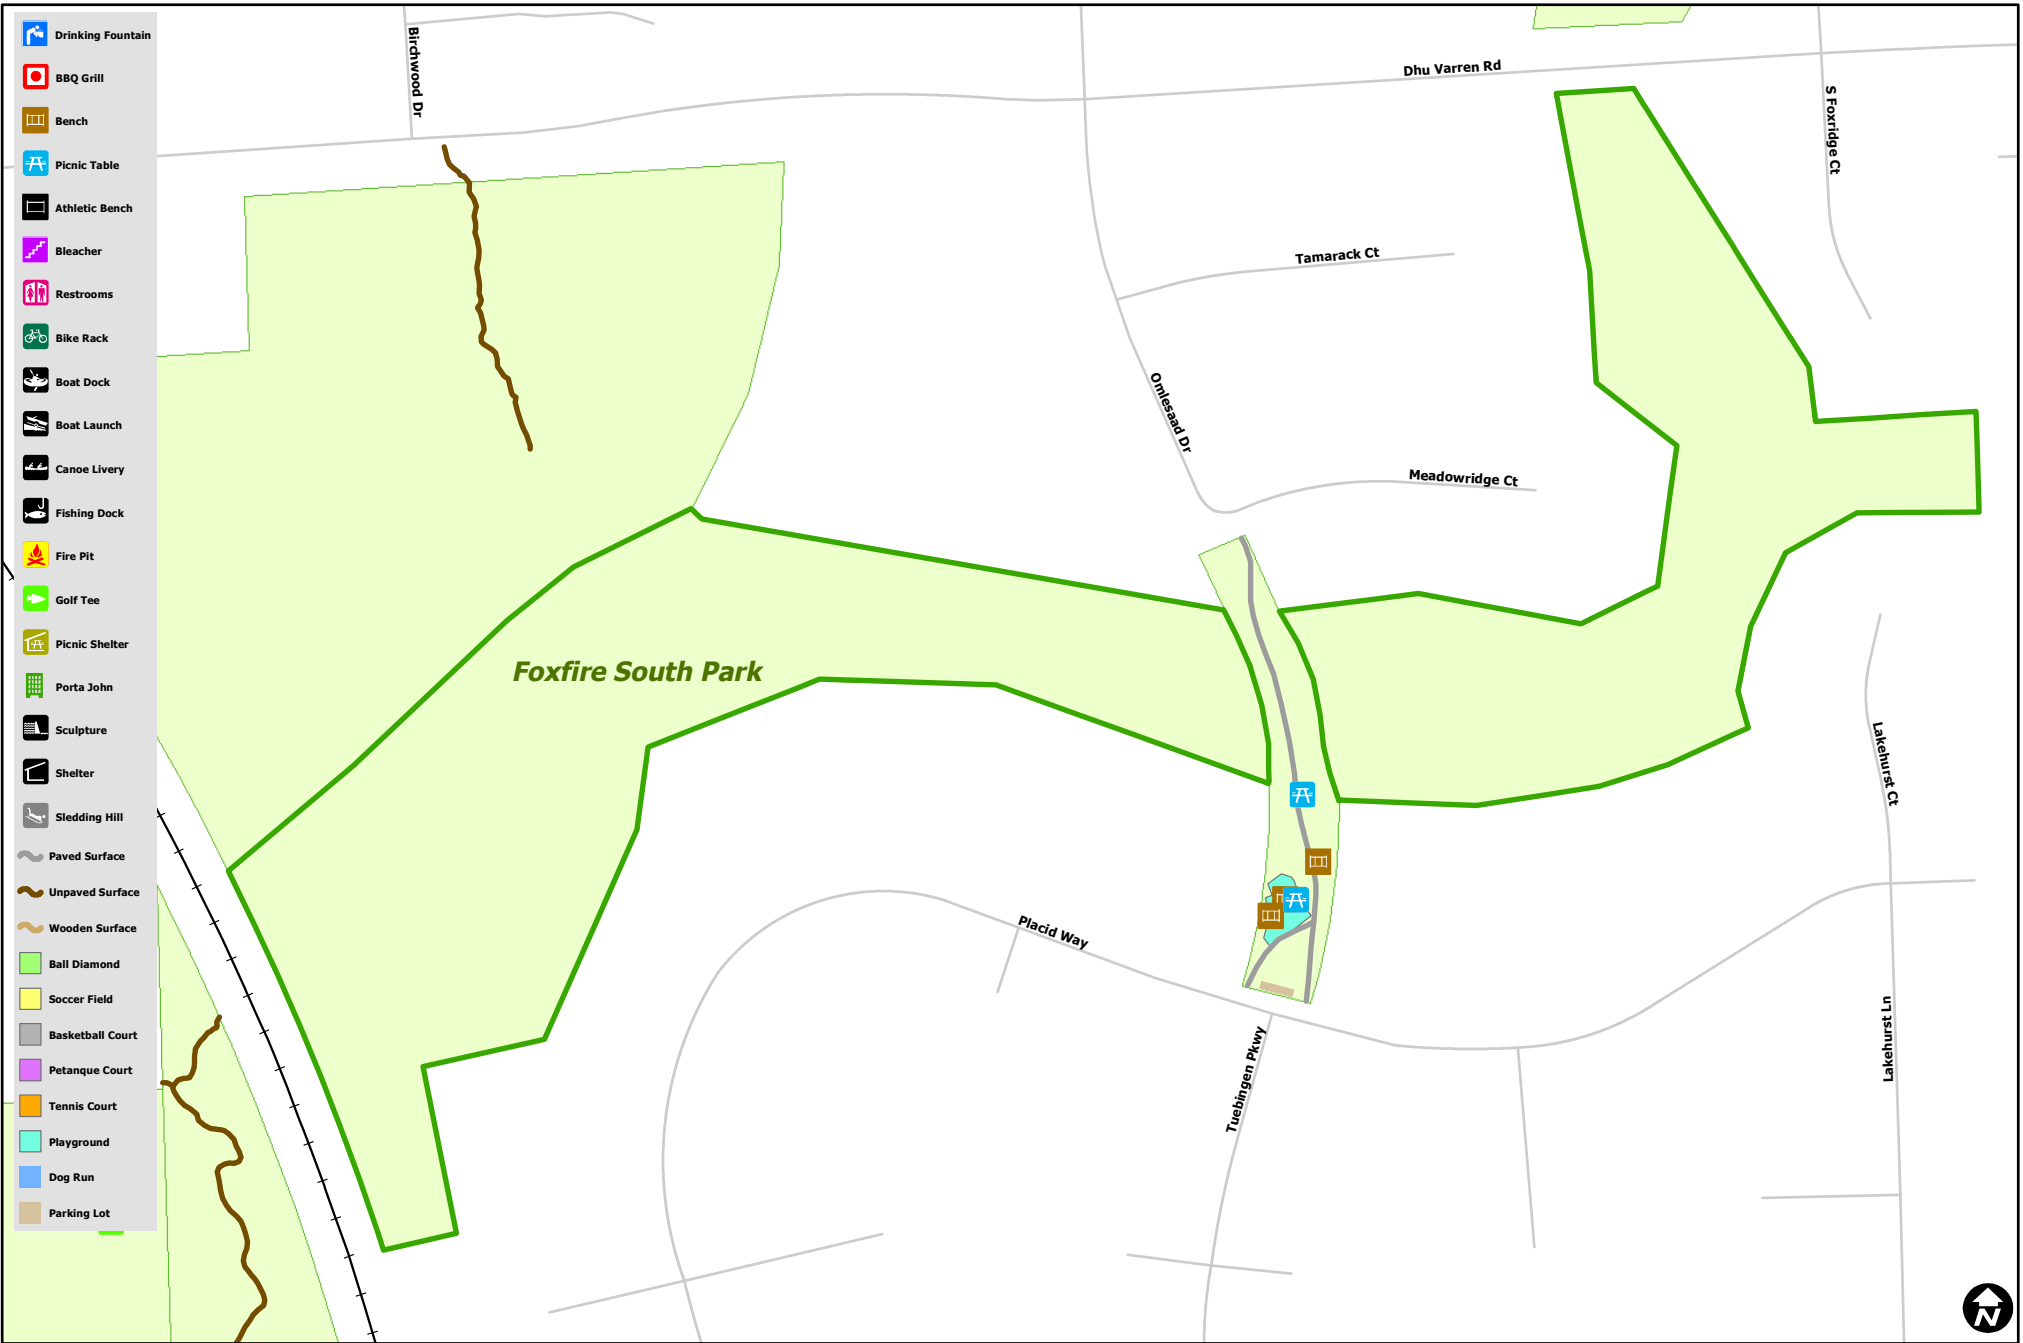 Drinking Fountain
BBQ Grill
Bench
Picnic Table
Athletic Bench
Bleacher
Restrooms
Bike Rack
Boat Dock
Boat Launch
Canoe Livery
Fishing Dock
Fire Pit
Golf Tee
Picnic Shelter
Porta John
Sculpture
Shelter
Sledding Hill
Paved Surface
Unpaved Surface
Wooden Surface
Ball Diamond
Soccer Field
Basketball Court
Petanque Court
Tennis Court
Playground
Dog Run
Parking Lot
Birchwood Dr
Dhu Varren Rd
S Foxridge Ct
Tamarack Ct
Omlesaad Dr
Meadowridge Ct
Foxfire South Park
Lakehurst Ct
Placid Way
Tuebingen Pkwy
Lakehurst Ln
N